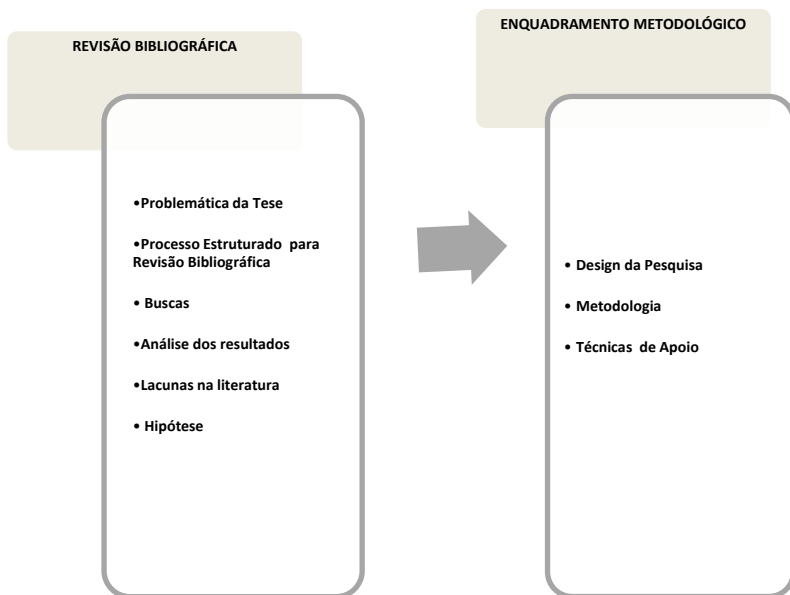 REVISÃO BIBLIOGRÁFICA
•Problemática da Tese
•Processo Estruturado para
Revisão Bibliográfica
• Buscas
•Análise dos resultados
•Lacunas na literatura
• Hipótese
ENQUADRAMENTO METODOLÓGICO
• Design da Pesquisa
• Metodologia
• Técnicas de Apoio